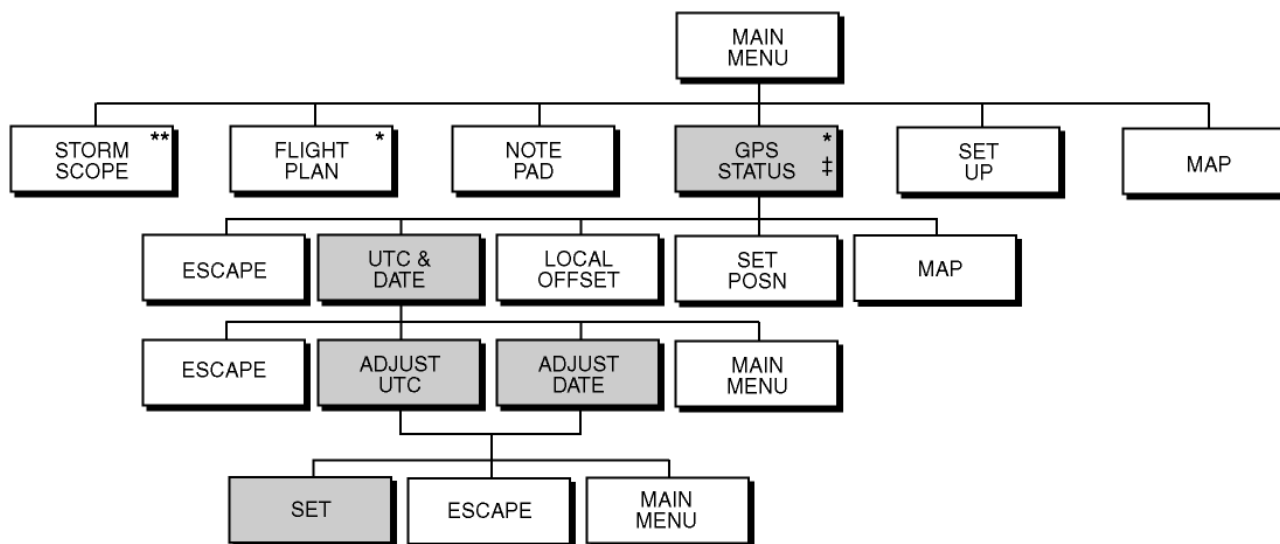 MAIN
MENU
STORM
SCOPE
**
FLIGHT
PLAN
*
NOTE
PAD
GPS
STATUS
*
‡
SET
UP
MAP
ESCAPE
UTC &
DATE
LOCAL
OFFSET
SET
POSN
MAP
ESCAPE
ADJUST
UTC
ADJUST
DATE
MAIN
MENU
SET
ESCAPE
MAIN
MENU